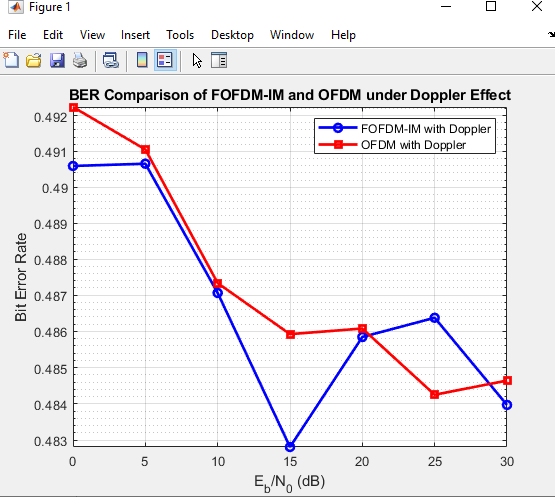 Figure 1
File Edit View Insert Tools Desktop Window Help
BER Comparison of FOFDM-IM and OFDM under Doppler Effect
FOFDM-IM with Doppler
OFDM with Doppler
0.492
0.491
0.49
0.489
0.488
0.487
0.486
0.485
0.484
0.483
Bit Error Rate
0 5 10 15 20 25 30
E_b/N_0 (dB)